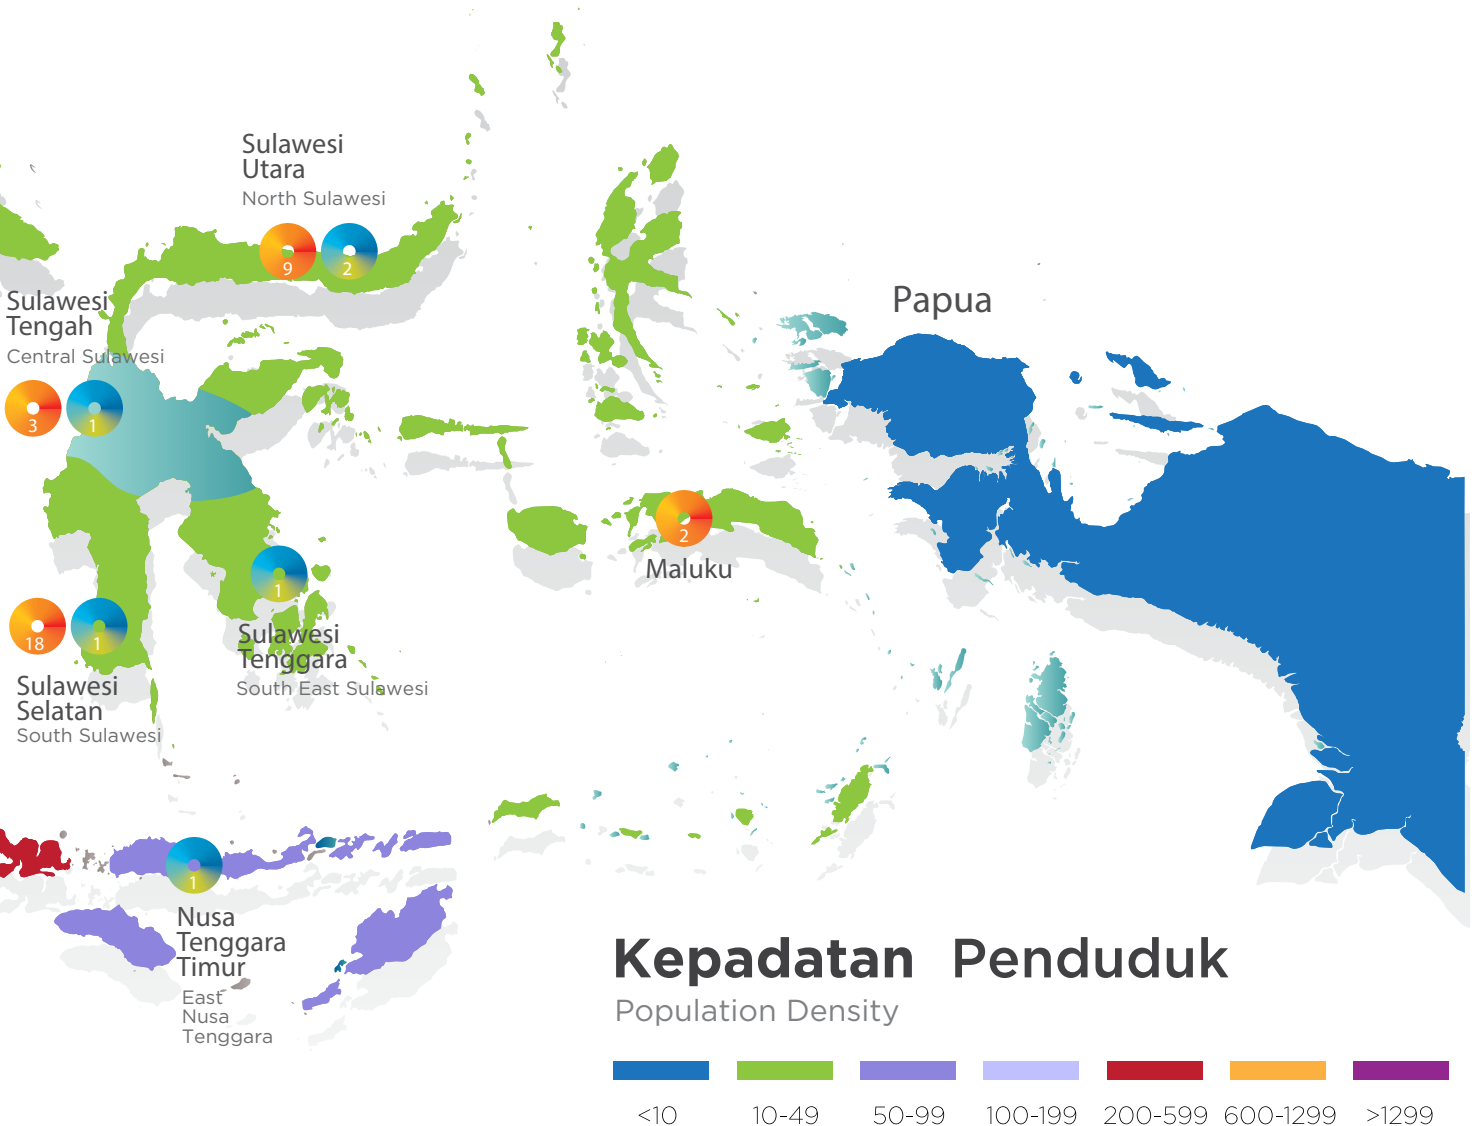 Sulawesi
Utara
North Sulawesi
9
2
Sulawesi
Tengah
Central Sulawesi
3
1
Papua
2
Maluku
1
Sulawesi
Tenggara
South East Sulawesi
18
1
Sulawesi
Selatan
South Sulawesi
1
Nusa
Tenggara
Timur
East
Nusa
Tenggara
Kepadatan Penduduk
Population Density
<10
10-49
50-99
100-199
200-599
600-1299
>1299